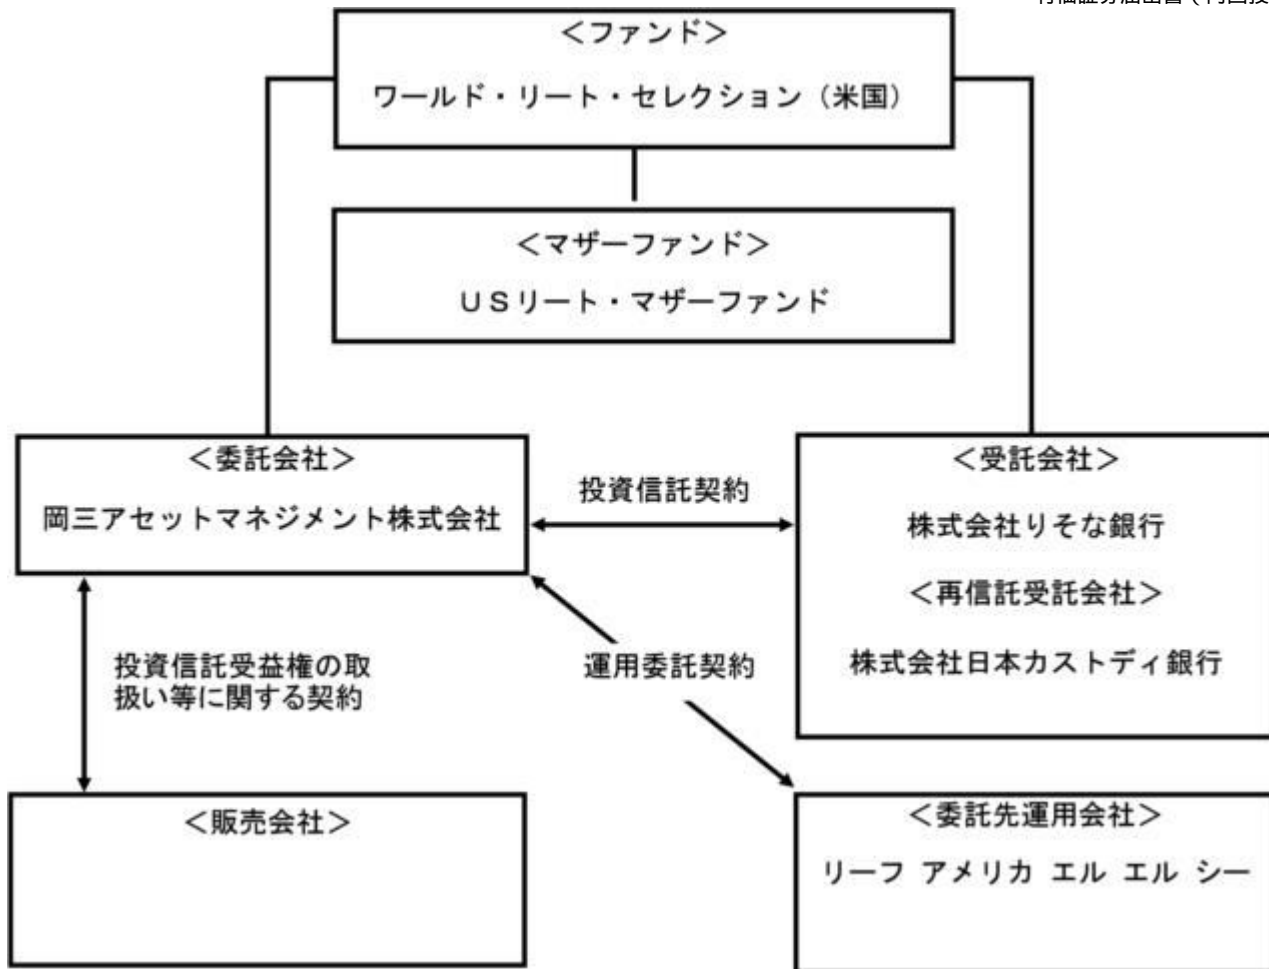 ＜ファンド＞
ワールド・リート・セレクション（米国）
＜マザーファンド＞
ＵＳリート・マザーファンド
＜委託会社＞
岡三アセットマネジメント株式会社
投資信託契約
＜受託会社＞
株式会社りそな銀行
＜再信託受託会社＞
株式会社日本カストディ銀行
投資信託受益権の取
扱い等に関する契約
運用委託契約
＜販売会社＞
＜委託先運用会社＞
リーフ アメリカ エル エル シー